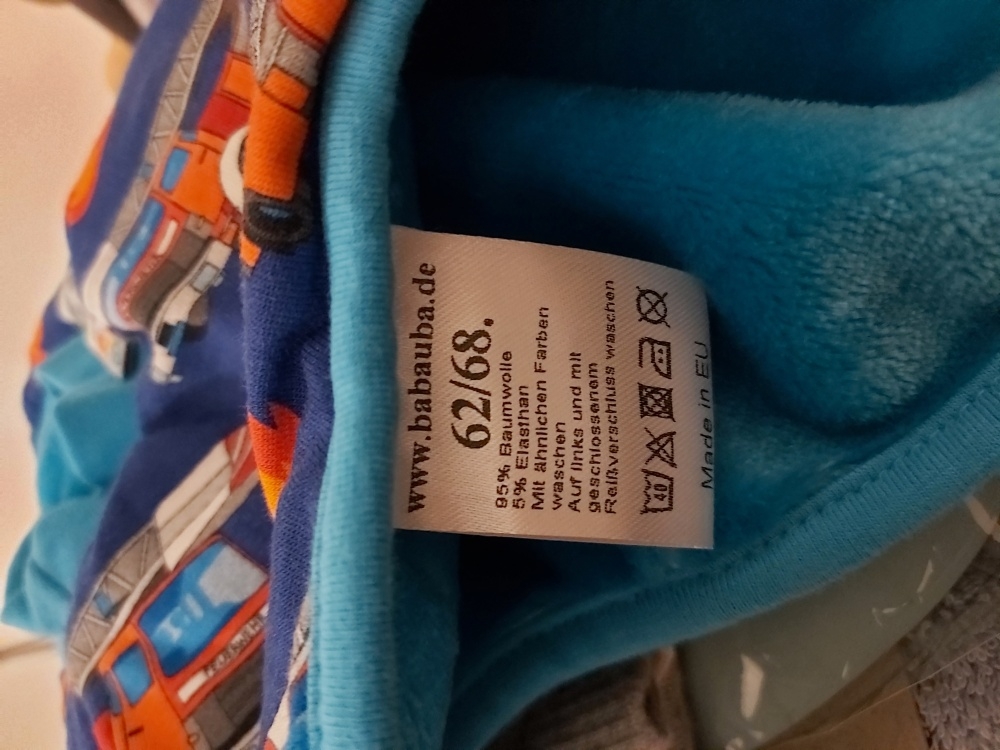 www.babauba.de
62/68.
95% Baumwolle
5% Elasthan
Mit ähnlichen Farben
waschen
Auf links und mit
geschlossenem
Reißverschluss waschen
40
Made in EU